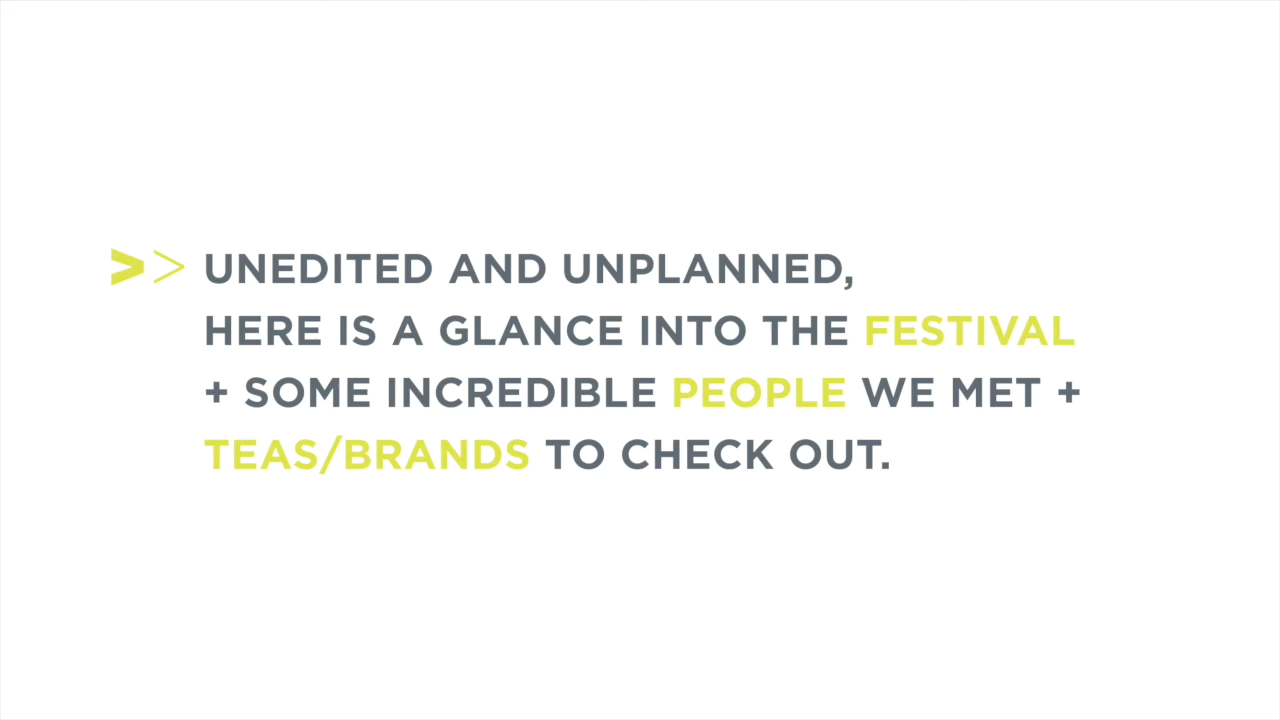 >> UNEDITED AND UNPLANNED,
HERE IS A GLANCE INTO THE FESTIVAL
+ SOME INCREDIBLE PEOPLE WE MET +
TEAS/BRANDS TO CHECK OUT.